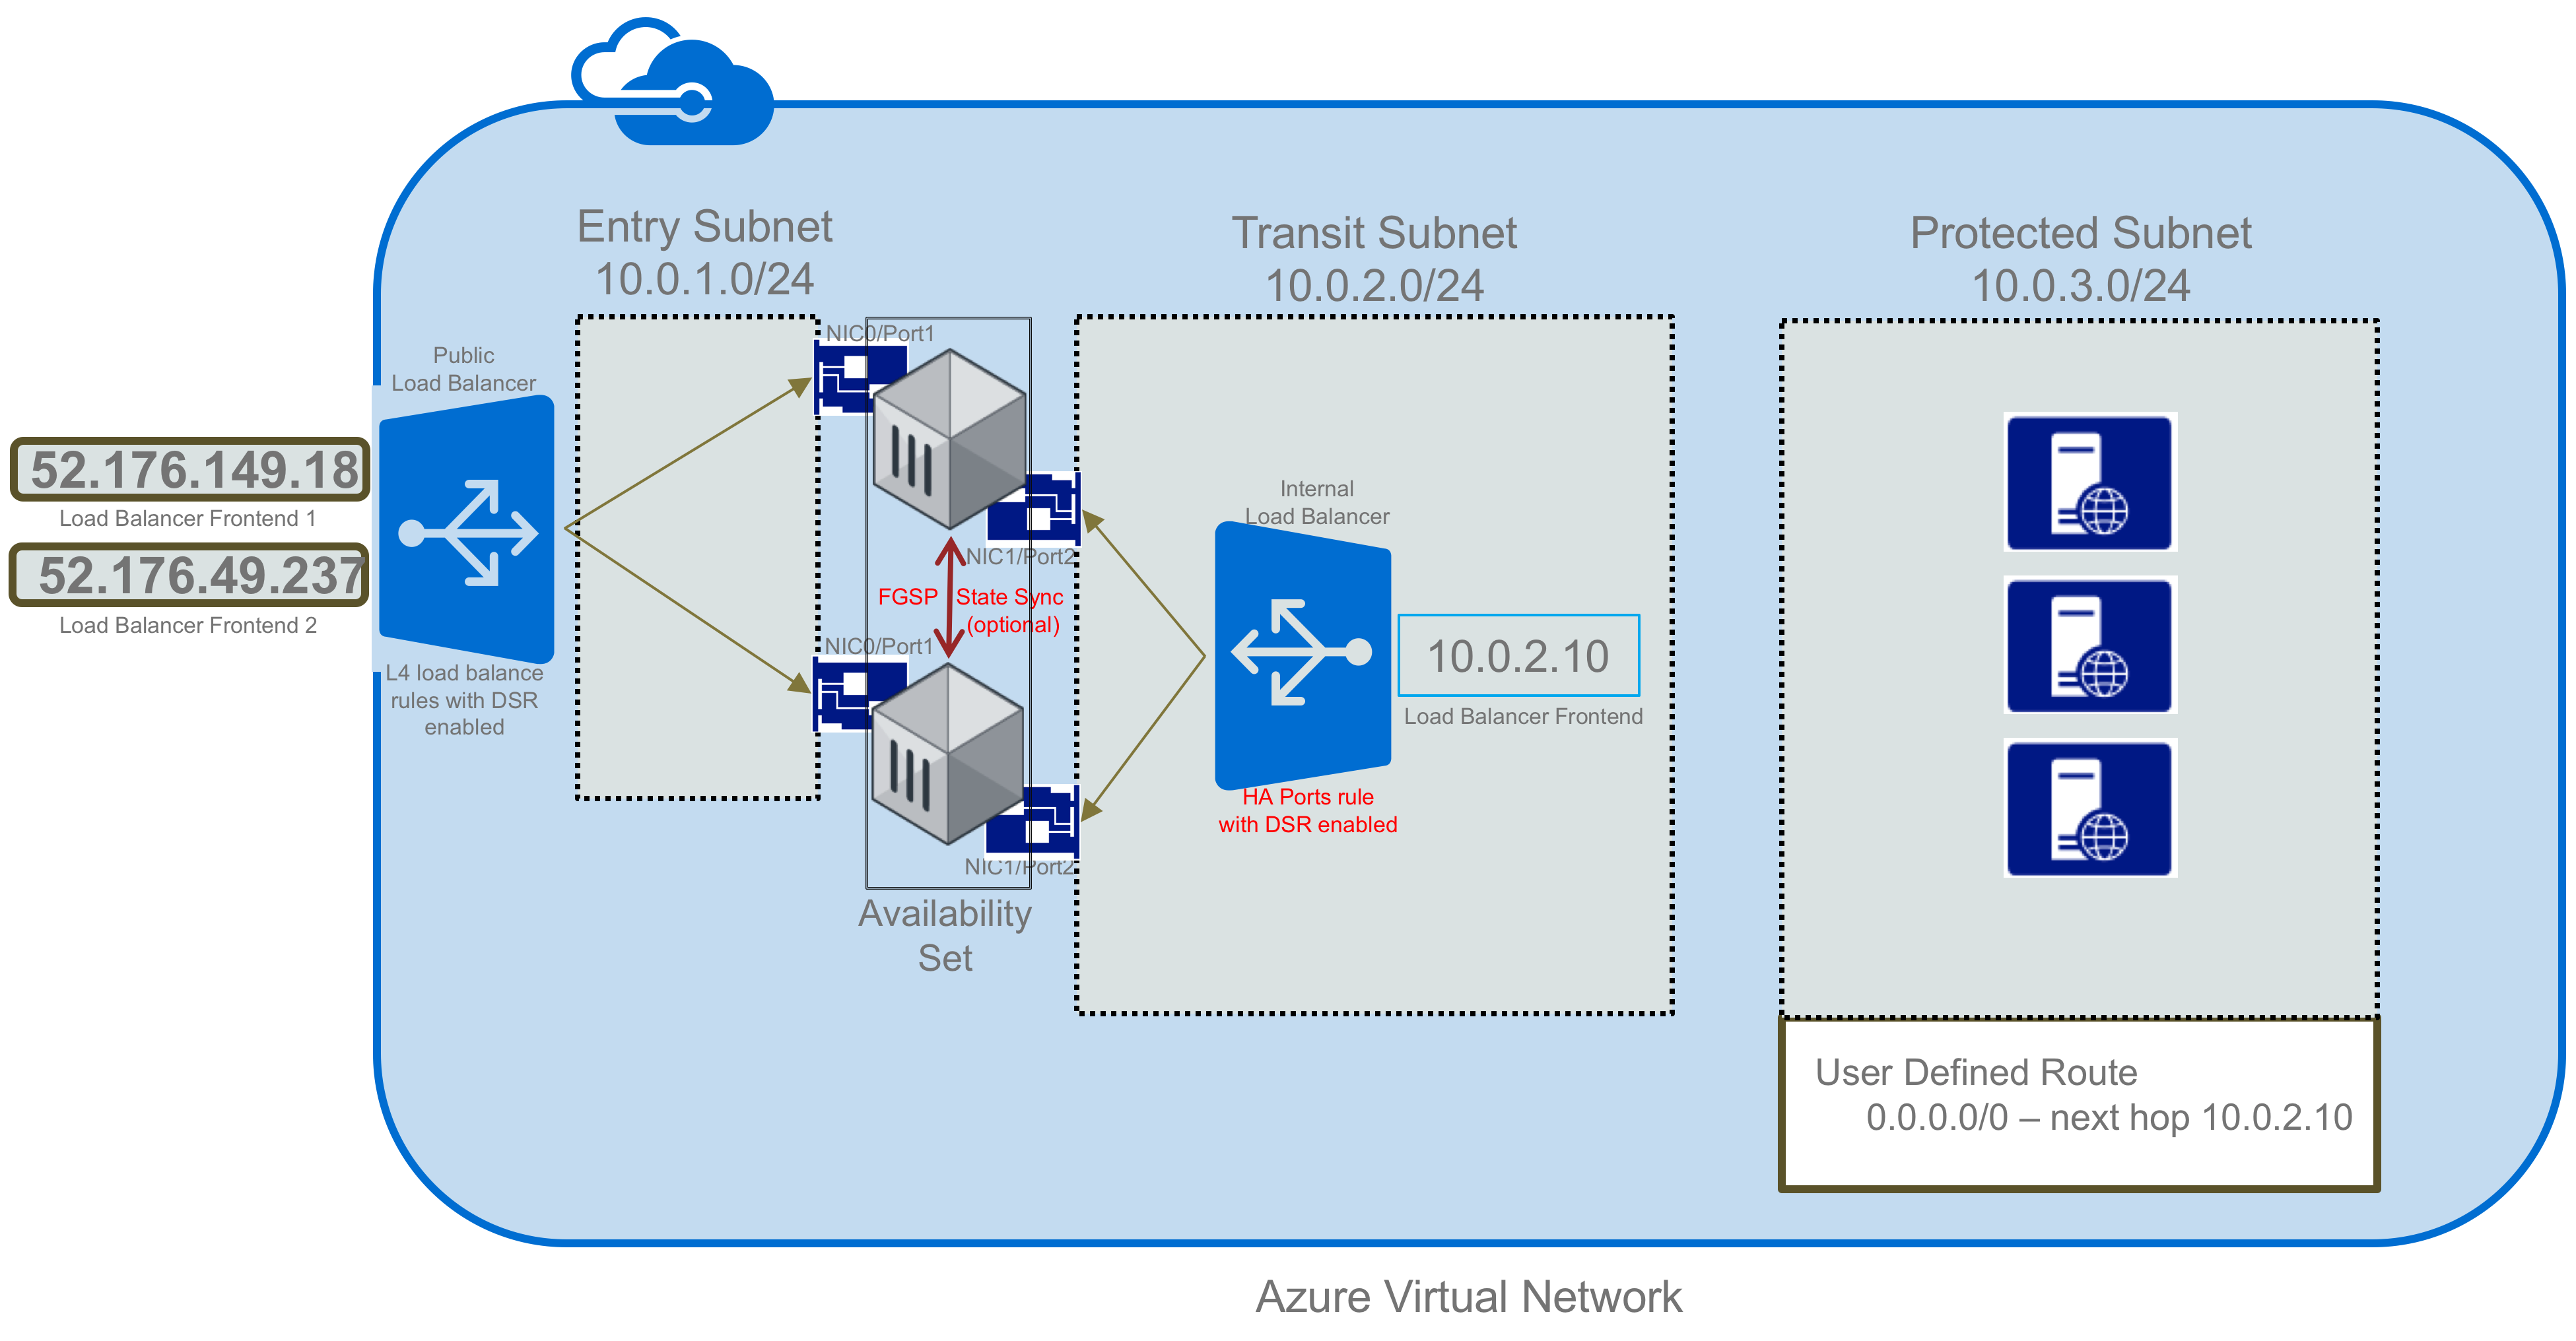 Entry Subnet
10.0.1.0/24
Transit Subnet
10.0.2.0/24
Protected Subnet
10.0.3.0/24
Public
Load Balancer
52.176.149.18
Load Balancer Frontend 1
52.176.49.237
Load Balancer Frontend 2
L4 load balance
rules with DSR
enabled
NIC0/Port1
NIC1/Port2
FGSP State Sync
(optional)
NIC0/Port1
NIC1/Port2
Availability
Set
Internal
Load Balancer
10.0.2.10
Load Balancer Frontend
HA Ports rule
with DSR enabled
User Defined Route
0.0.0.0/0 – next hop 10.0.2.10
Azure Virtual Network